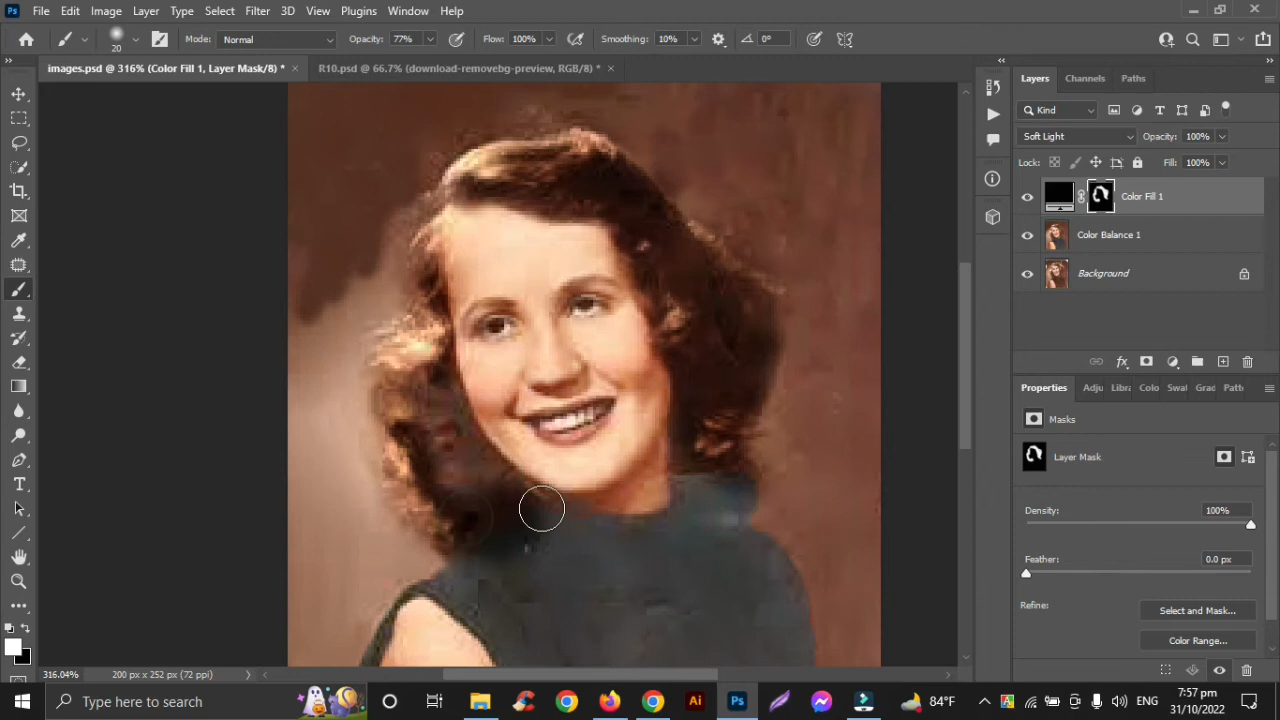 Ps File Edit Image Layer Type Select Filter 3D View Plugins Window Help
20 Mode: Normal Opacity: 77% Flow: 100% Smoothing: 10% 0°
images.psd @ 316% (Color Fill 1, Layer Mask/8) * × R10.psd @ 66.7% (download-removebg-preview, RGB/8) * ×
Layers Channels Paths
Kind
Soft Light Opacity: 100%
Lock: Fill: 100%
Color Fill 1
Color Balance 1
Background
Properties Adju Libra Colo Swat Grad Path
Masks
Layer Mask
Density: 100%
Feather: 0.0 px
Refine: Select and Mask...
Color Range...
316.04% 200 px x 252 px (72 ppi)
Type here to search Ai Ps 84°F A ENG 7:57 pm
31/10/2022